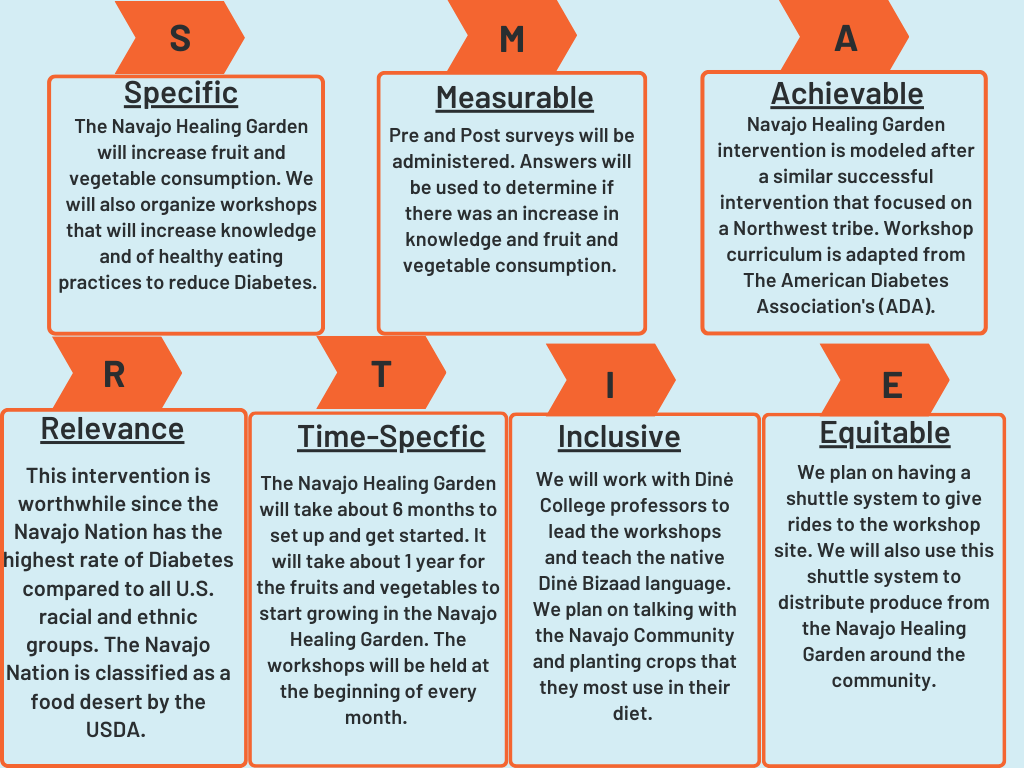 S
Specific
The Navajo Healing Garden
will increase fruit and
vegetable consumption. We
will also organize workshops
that will increase knowledge
and of healthy eating
practices to reduce Diabetes.
M
Measurable
Pre and Post surveys will be
administered. Answers will
be used to determine if
there was an increase in
knowledge and fruit and
vegetable consumption.
A
Achievable
Navajo Healing Garden
intervention is modeled after
a similar successful
intervention that focused on
a Northwest tribe. Workshop
curriculum is adapted from
The American Diabetes
Association's (ADA).
R
Relevance
This intervention is
worthwhile since the
Navajo Nation has the
highest rate of Diabetes
compared to all U.S.
racial and ethnic
groups. The Navajo
Nation is classified as a
food desert by the
USDA.
T
Time-Specfic
The Navajo Healing Garden
will take about 6 months to
set up and get started. It
will take about 1 year for
the fruits and vegetables to
start growing in the Navajo
Healing Garden. The
workshops will be held at
the beginning of every
month.
I
Inclusive
We will work with Dinė
College professors to
lead the workshops
and teach the native
Dinė Bizaad language.
We plan on talking with
the Navajo Community
and planting crops that
they most use in their
diet.
E
Equitable
We plan on having a
shuttle system to give
rides to the workshop
site. We will also use this
shuttle system to
distribute produce from
the Navajo Healing
Garden around the
community.